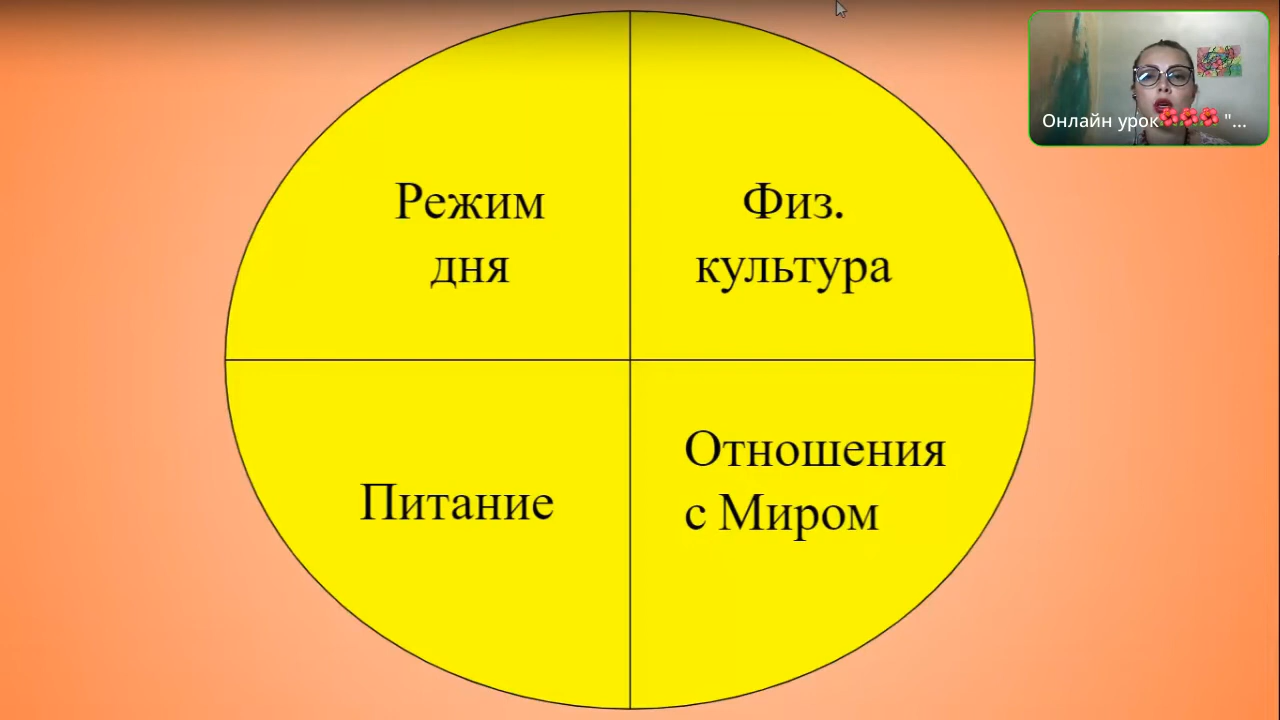 Режим
дня
Физ.
культура
Питание
Отношения
с Миром
Онлайн урок🌺🌺🌺 "...